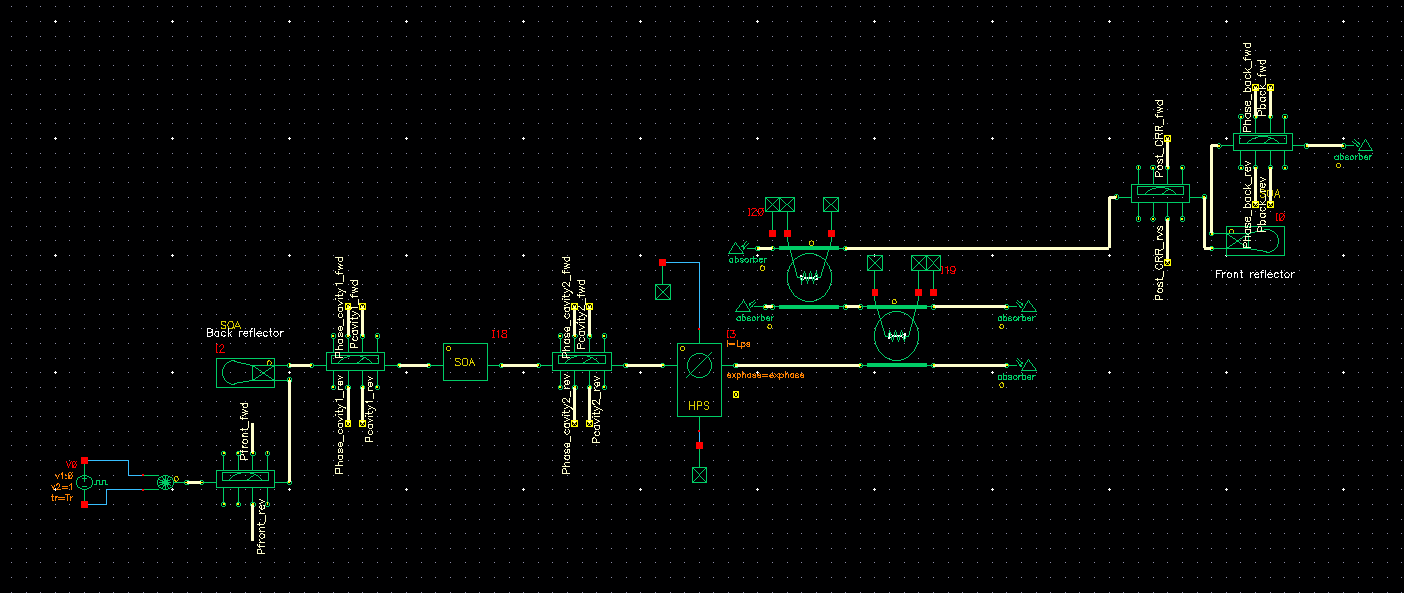 Phase_back_fwd
Pback_fwd
Post_CRR_fwd
absorber
Phase_back_rev
Pback_rev
I20
I0
Post_CRR_rvs
Front reflector
absorber
I19
Phase_cavity1_fwd
Pcavity1_fwd
Phase_cavity2_fwd
Pcavity2_fwd
absorber
absorber
SOA
Back reflector
I2
I18
SOA
I3
l=Lps
exphase=exphase
HPS
absorber
Phase_cavity1_rev
Pcavity1_rev
Phase_cavity2_rev
Pcavity2_rev
Pfront_fwd
V0
v1:0
v2=1
tr=Tr
Pfront_rev